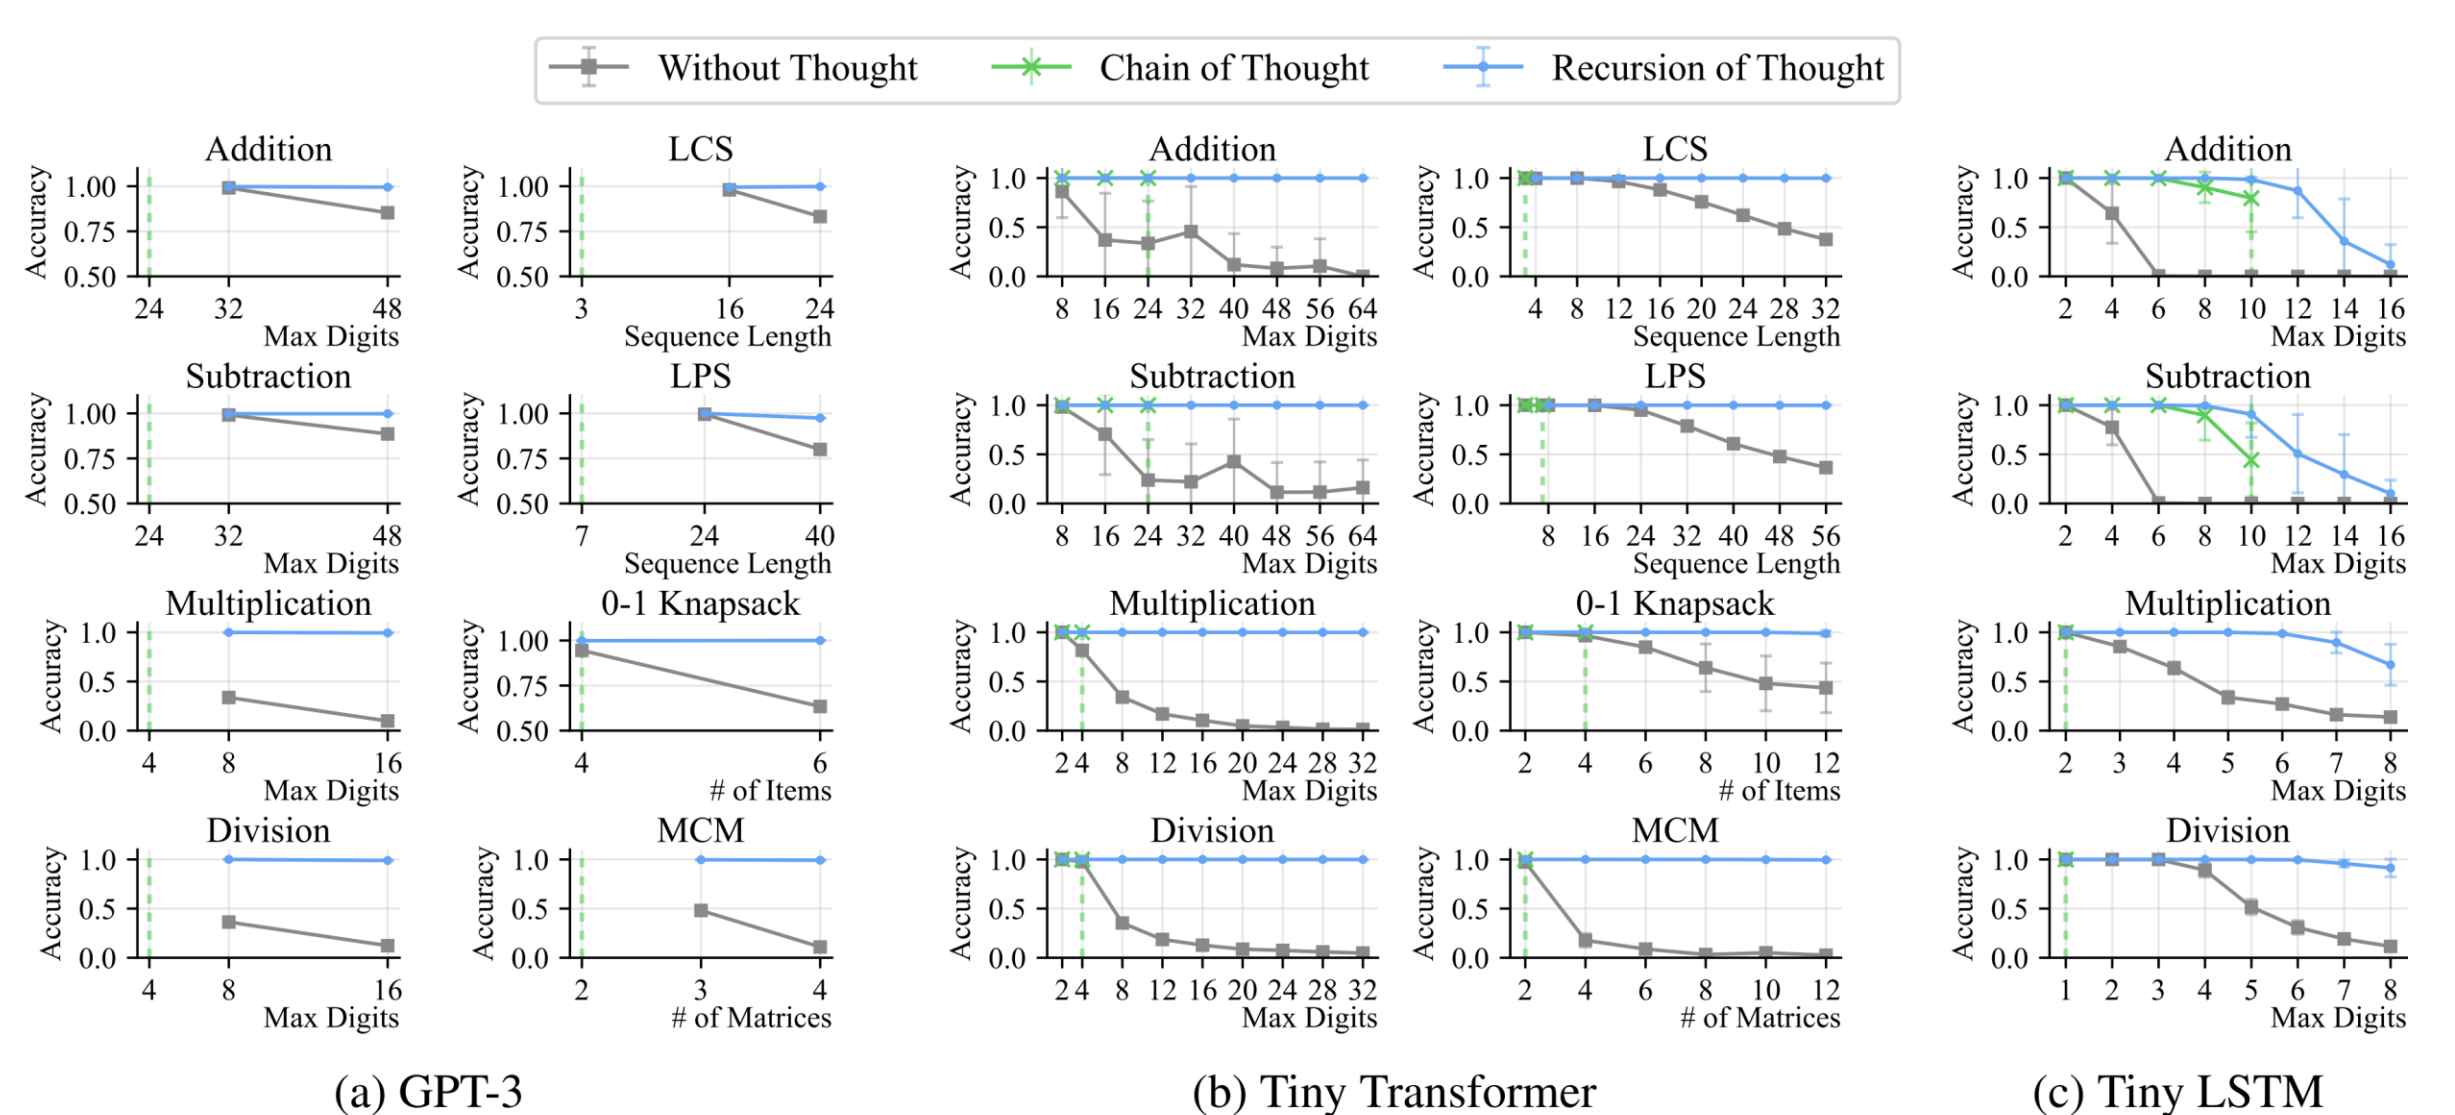 Without Thought Chain of Thought Recursion of Thought
Addition
Accuracy
1.00
0.75
0.50
24 32 48
Max Digits
LCS
Accuracy
1.00
0.75
0.50
3 16 24
Sequence Length
Addition
Accuracy
1.0
0.5
0.0
8 16 24 32 40 48 56 64
Max Digits
LCS
Accuracy
1.0
0.5
0.0
4 8 12 16 20 24 28 32
Sequence Length
Addition
Accuracy
1.0
0.5
0.0
2 4 6 8 10 12 14 16
Max Digits
Subtraction
Accuracy
1.00
0.75
0.50
24 32 48
Max Digits
LPS
Accuracy
1.00
0.75
0.50
7 24 40
Sequence Length
Subtraction
Accuracy
1.0
0.5
0.0
8 16 24 32 40 48 56 64
Max Digits
LPS
Accuracy
1.0
0.5
0.0
8 16 24 32 40 48 56
Sequence Length
Subtraction
Accuracy
1.0
0.5
0.0
2 4 6 8 10 12 14 16
Max Digits
Multiplication
Accuracy
1.0
0.5
0.0
4 8 16
Max Digits
0-1 Knapsack
Accuracy
1.00
0.75
0.50
4 6
# of Items
Multiplication
Accuracy
1.0
0.5
0.0
2 4 8 12 16 20 24 28 32
Max Digits
0-1 Knapsack
Accuracy
1.0
0.5
0.0
2 4 6 8 10 12
# of Items
Multiplication
Accuracy
1.0
0.5
0.0
2 3 4 5 6 7 8
Max Digits
Division
Accuracy
1.0
0.5
0.0
4 8 16
Max Digits
MCM
Accuracy
1.0
0.5
0.0
2 3 4
# of Matrices
Division
Accuracy
1.0
0.5
0.0
2 4 8 12 16 20 24 28 32
Max Digits
MCM
Accuracy
1.0
0.5
0.0
2 4 6 8 10 12
# of Matrices
Division
Accuracy
1.0
0.5
0.0
1 2 3 4 5 6 7 8
Max Digits
(a) GPT-3
(b) Tiny Transformer
(c) Tiny LSTM